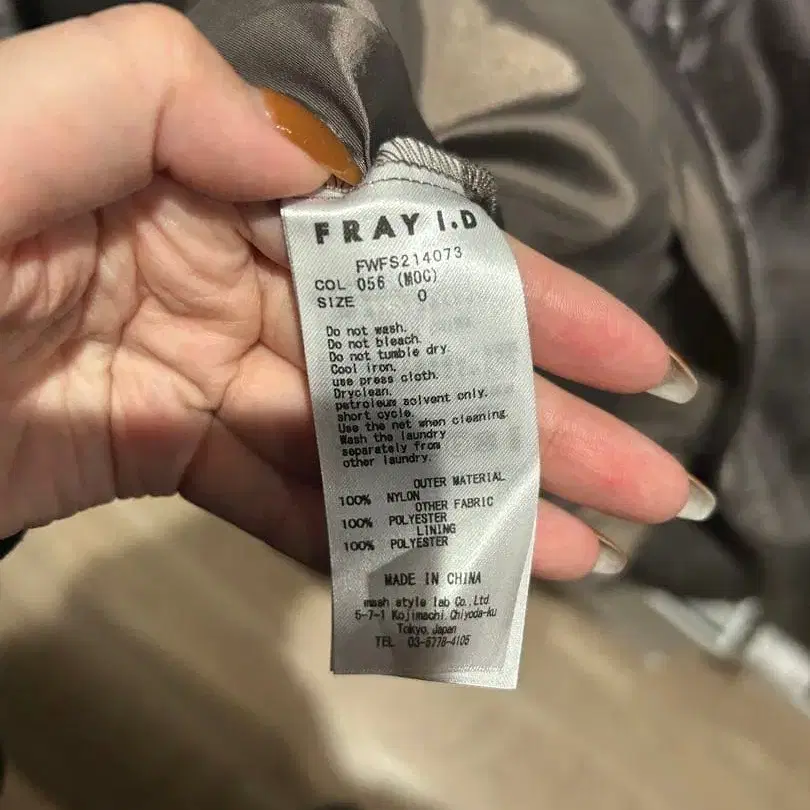 FRAY I.D
FWFS214073
COL 056 (MOC)
SIZE 0
Do not wash.
Do not bleach.
Do not tumble dry.
Cool iron.
use press cloth.
Dryclean.
petroleum solvent only.
short cycle.
Use the net when cleaning.
Wash the laundry
separately from
other laundry.
OUTER MATERIAL
100% NYLON
OTHER FABRIC
100% POLYESTER
LINING
100% POLYESTER
MADE IN CHINA
mash style lab Co.,Ltd.
5-7-1 Kojimachi, Chiyoda-ku
Tokyo, Japan
TEL 03-5778-4105